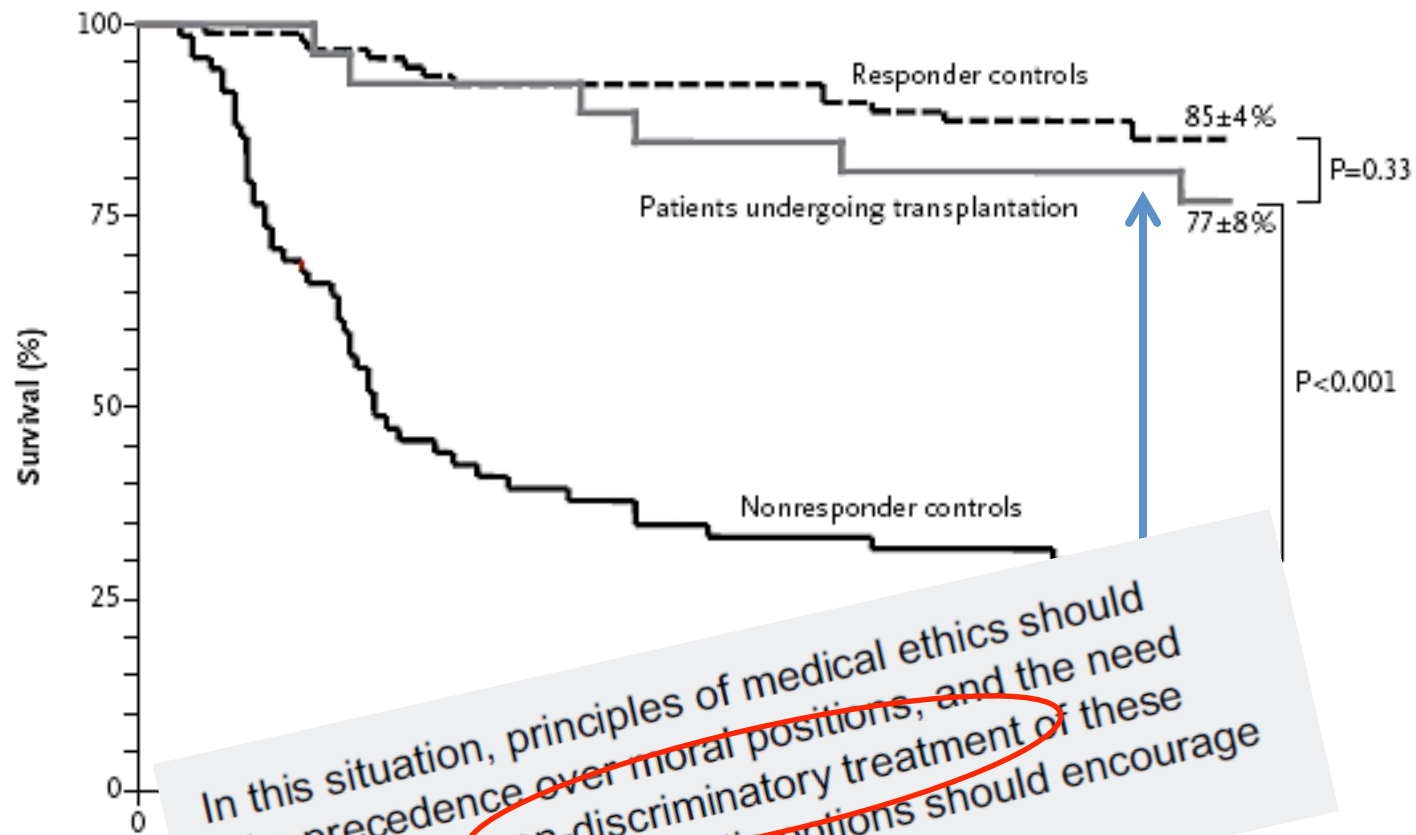 100
Responder controls
85±4%
P=0.33
75
Patients undergoing transplantation
77±8%
Survival (%)
P<0.001
50
Nonresponder controls
25
0
0
In this situation, principles of medical ethics should
precedence over moral positions, and the need
discriminatory treatment of these
options should encourage